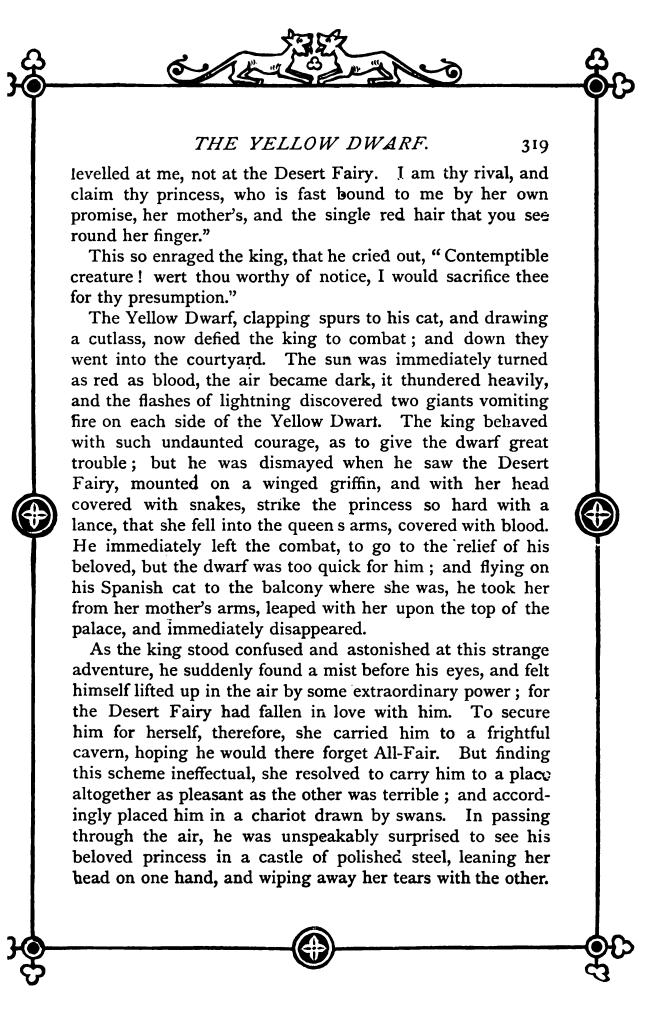 THE YELLOW DWARF. 319
levelled at me, not at the Desert Fairy. I am thy rival, and
claim thy princess, who is fast bound to me by her own
promise, her mother's, and the single red hair that you see
round her finger."
This so enraged the king, that he cried out, "Contemptible
creature! wert thou worthy of notice, I would sacrifice thee
for thy presumption."
The Yellow Dwarf, clapping spurs to his cat, and drawing
a cutlass, now defied the king to combat; and down they
went into the courtyard. The sun was immediately turned
as red as blood, the air became dark, it thundered heavily,
and the flashes of lightning discovered two giants vomiting
fire on each side of the Yellow Dwarf. The king behaved
with such undaunted courage, as to give the dwarf great
trouble; but he was dismayed when he saw the Desert
Fairy, mounted on a winged griffin, and with her head
covered with snakes, strike the princess so hard with a
lance, that she fell into the queen s arms, covered with blood.
He immediately left the combat, to go to the relief of his
beloved, but the dwarf was too quick for him; and flying on
his Spanish cat to the balcony where she was, he took her
from her mother's arms, leaped with her upon the top of the
palace, and immediately disappeared.
As the king stood confused and astonished at this strange
adventure, he suddenly found a mist before his eyes, and felt
himself lifted up in the air by some extraordinary power; for
the Desert Fairy had fallen in love with him. To secure
him for herself, therefore, she carried him to a frightful
cavern, hoping he would there forget All-Fair. But finding
this scheme ineffectual, she resolved to carry him to a place
altogether as pleasant as the other was terrible; and accord-
ingly placed him in a chariot drawn by swans. In passing
through the air, he was unspeakably surprised to see his
beloved princess in a castle of polished steel, leaning her
head on one hand, and wiping away her tears with the other.